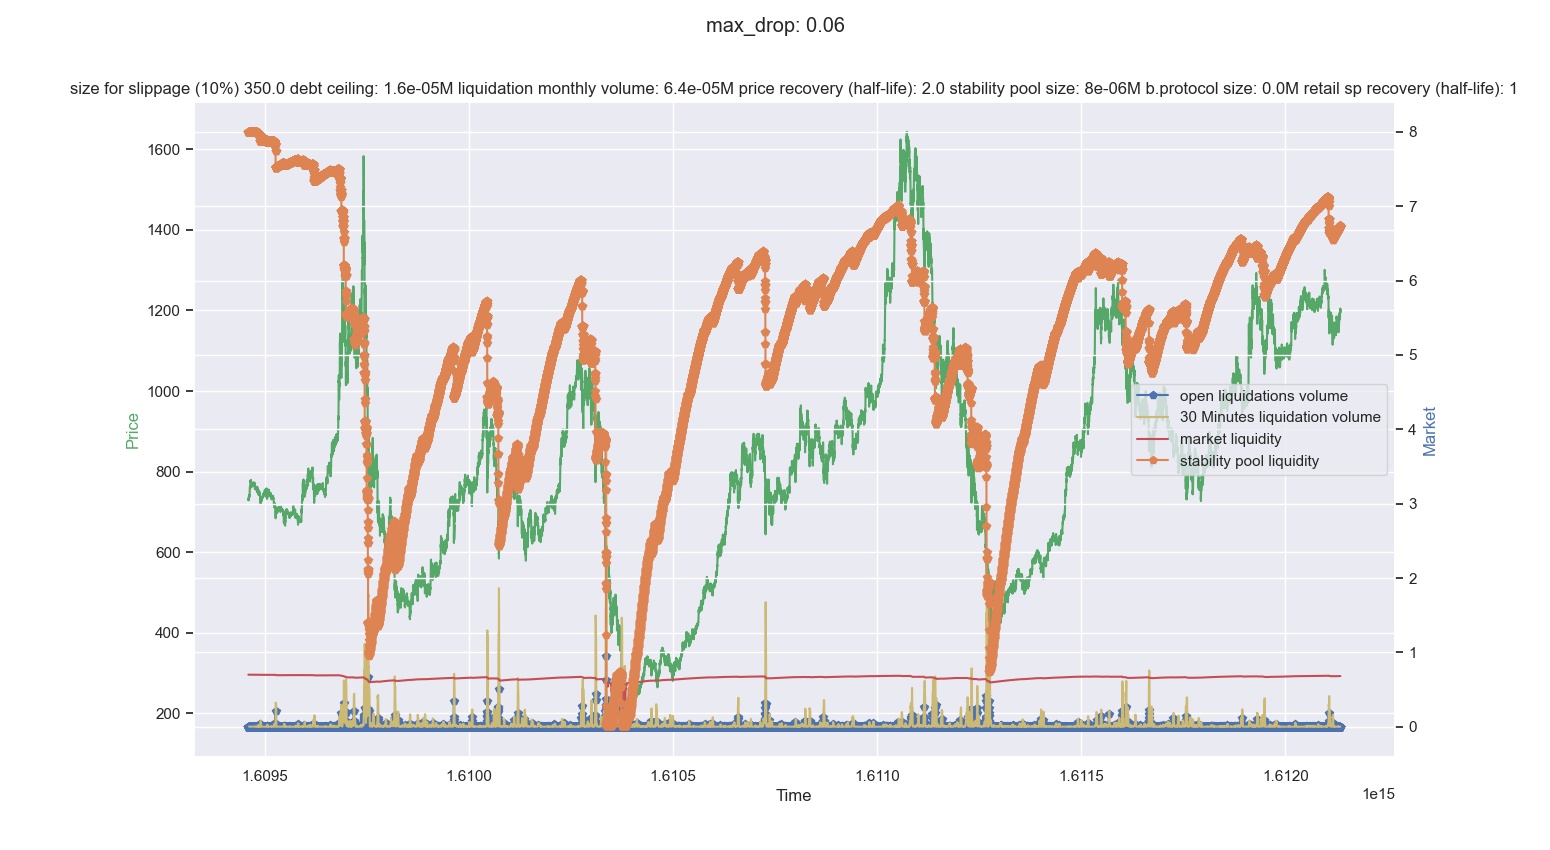 max_drop: 0.06
size for slippage (10%) 350.0 debt ceiling: 1.6e-05M liquidation monthly volume: 6.4e-05M price recovery (half-life): 2.0 stability pool size: 8e-06M b.protocol size: 0.0M retail sp recovery (half-life): 1
1600
1400
1200
1000
800
600
400
200
Price
8
7
6
5
4
3
2
1
0
Market
open liquidations volume
30 Minutes liquidation volume
market liquidity
stability pool liquidity
1.6095
1.6100
1.6105
1.6110
1.6115
1.6120
Time
1e15